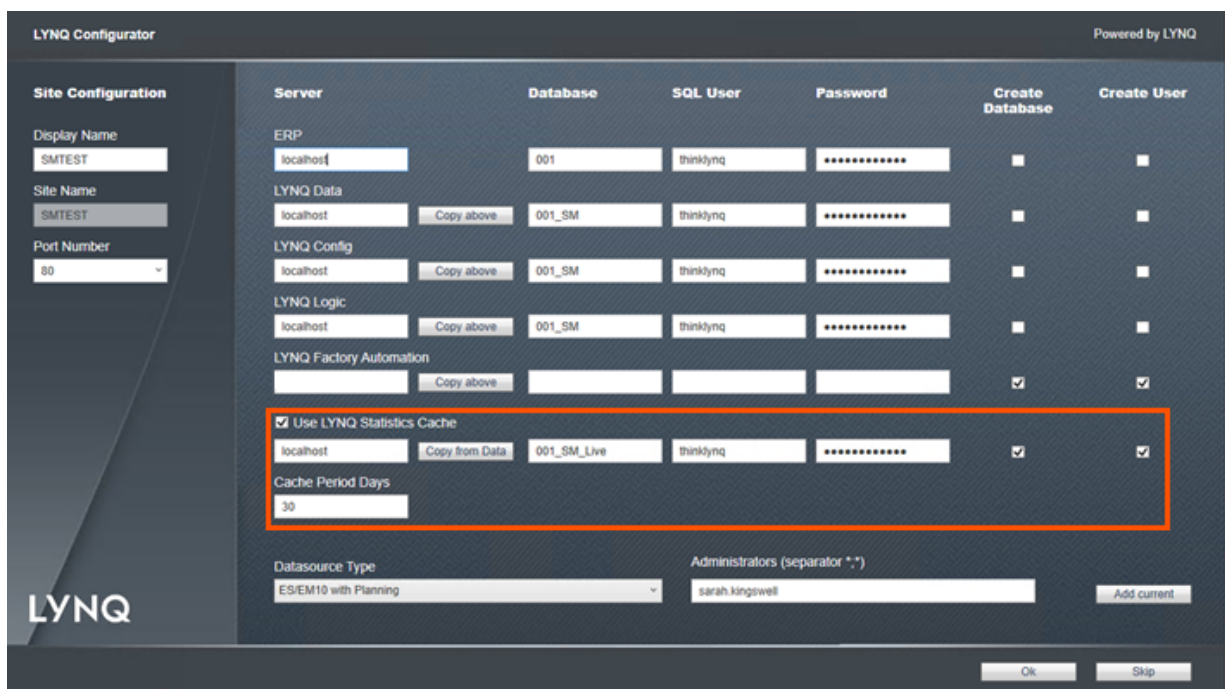 LYNQ Configurator Powered by LYNQ
Site Configuration Server Database SQL User Password Create Database Create User
Display Name ERP
SMTEST localhost 001 thinklynq ••••••••••••
Site Name LYNQ Data
SMTEST localhost Copy above 001_SM thinklynq ••••••••••••
Port Number LYNQ Config
80 localhost Copy above 001_SM thinklynq ••••••••••••
LYNQ Logic
localhost Copy above 001_SM thinklynq ••••••••••••
LYNQ Factory Automation
Copy above
Use LYNQ Statistics Cache
localhost Copy from Data 001_SM_Live thinklynq ••••••••••••
Cache Period Days
30
Datasource Type Administrators (separator ";")
ES/EM10 with Planning sarah.kingswell Add current
LYNQ
Ok Skip